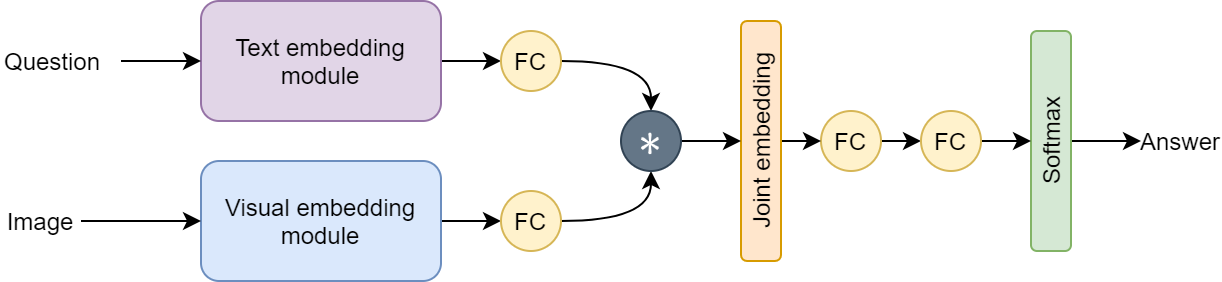 Question
Text embedding
module
FC
Image
Visual embedding
module
FC
*
Joint embedding
FC
FC
Softmax
Answer